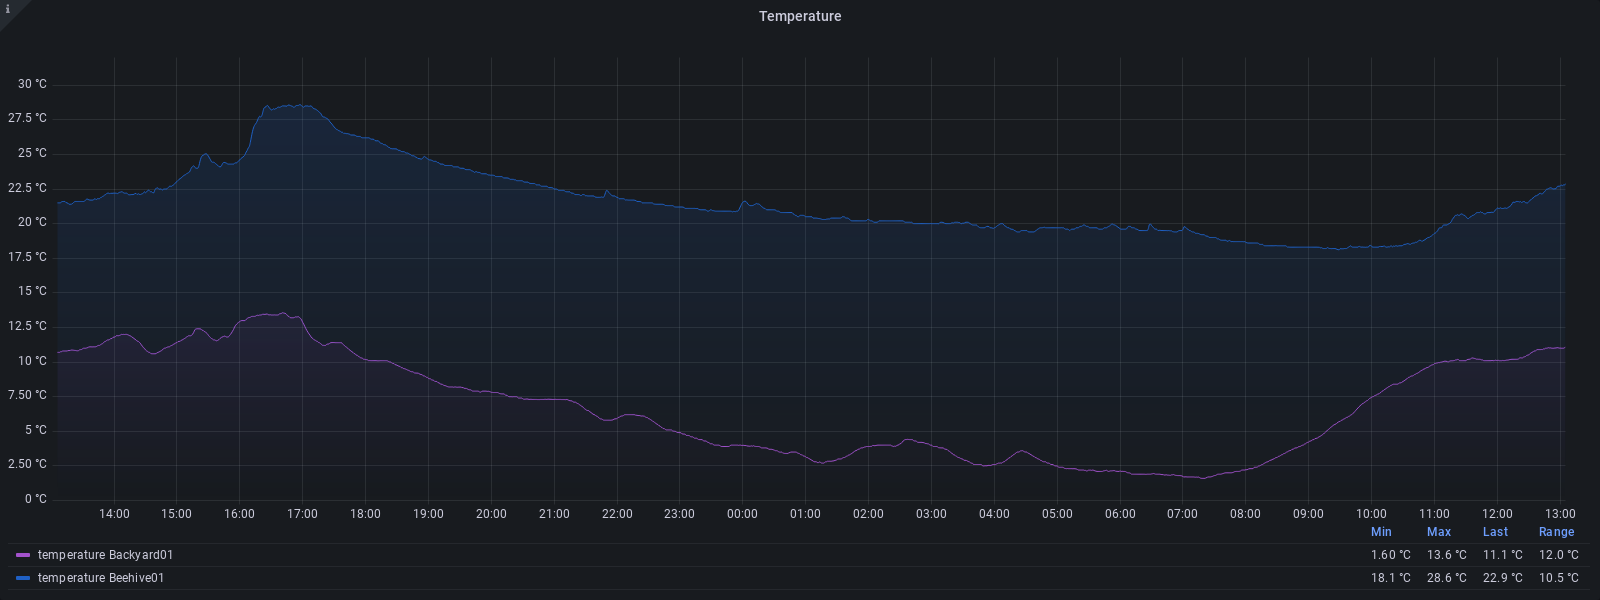 i
Temperature
30 °C
27.5 °C
25 °C
22.5 °C
20 °C
17.5 °C
15 °C
12.5 °C
10 °C
7.50 °C
5 °C
2.50 °C
0 °C
14:00 15:00 16:00 17:00 18:00 19:00 20:00 21:00 22:00 23:00 00:00 01:00 02:00 03:00 04:00 05:00 06:00 07:00 08:00 09:00 10:00 11:00 12:00 13:00
Min Max Last Range
temperature Backyard01 1.60 °C 13.6 °C 11.1 °C 12.0 °C
temperature Beehive01 18.1 °C 28.6 °C 22.9 °C 10.5 °C